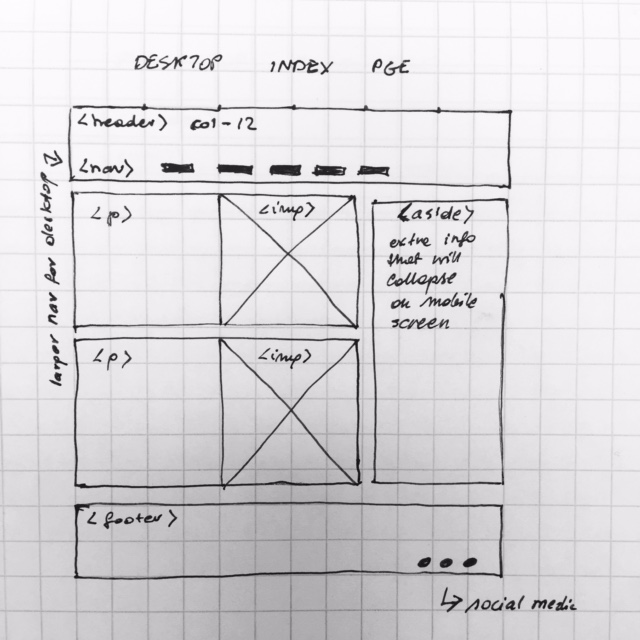 DESKTOP INDEX PGE
<header> col-12
<nav>
larger nav for desktop
<p>
<img>
<aside>
extra info
that will
collapse
on mobile
screen
<p>
<img>
<footer>
social media